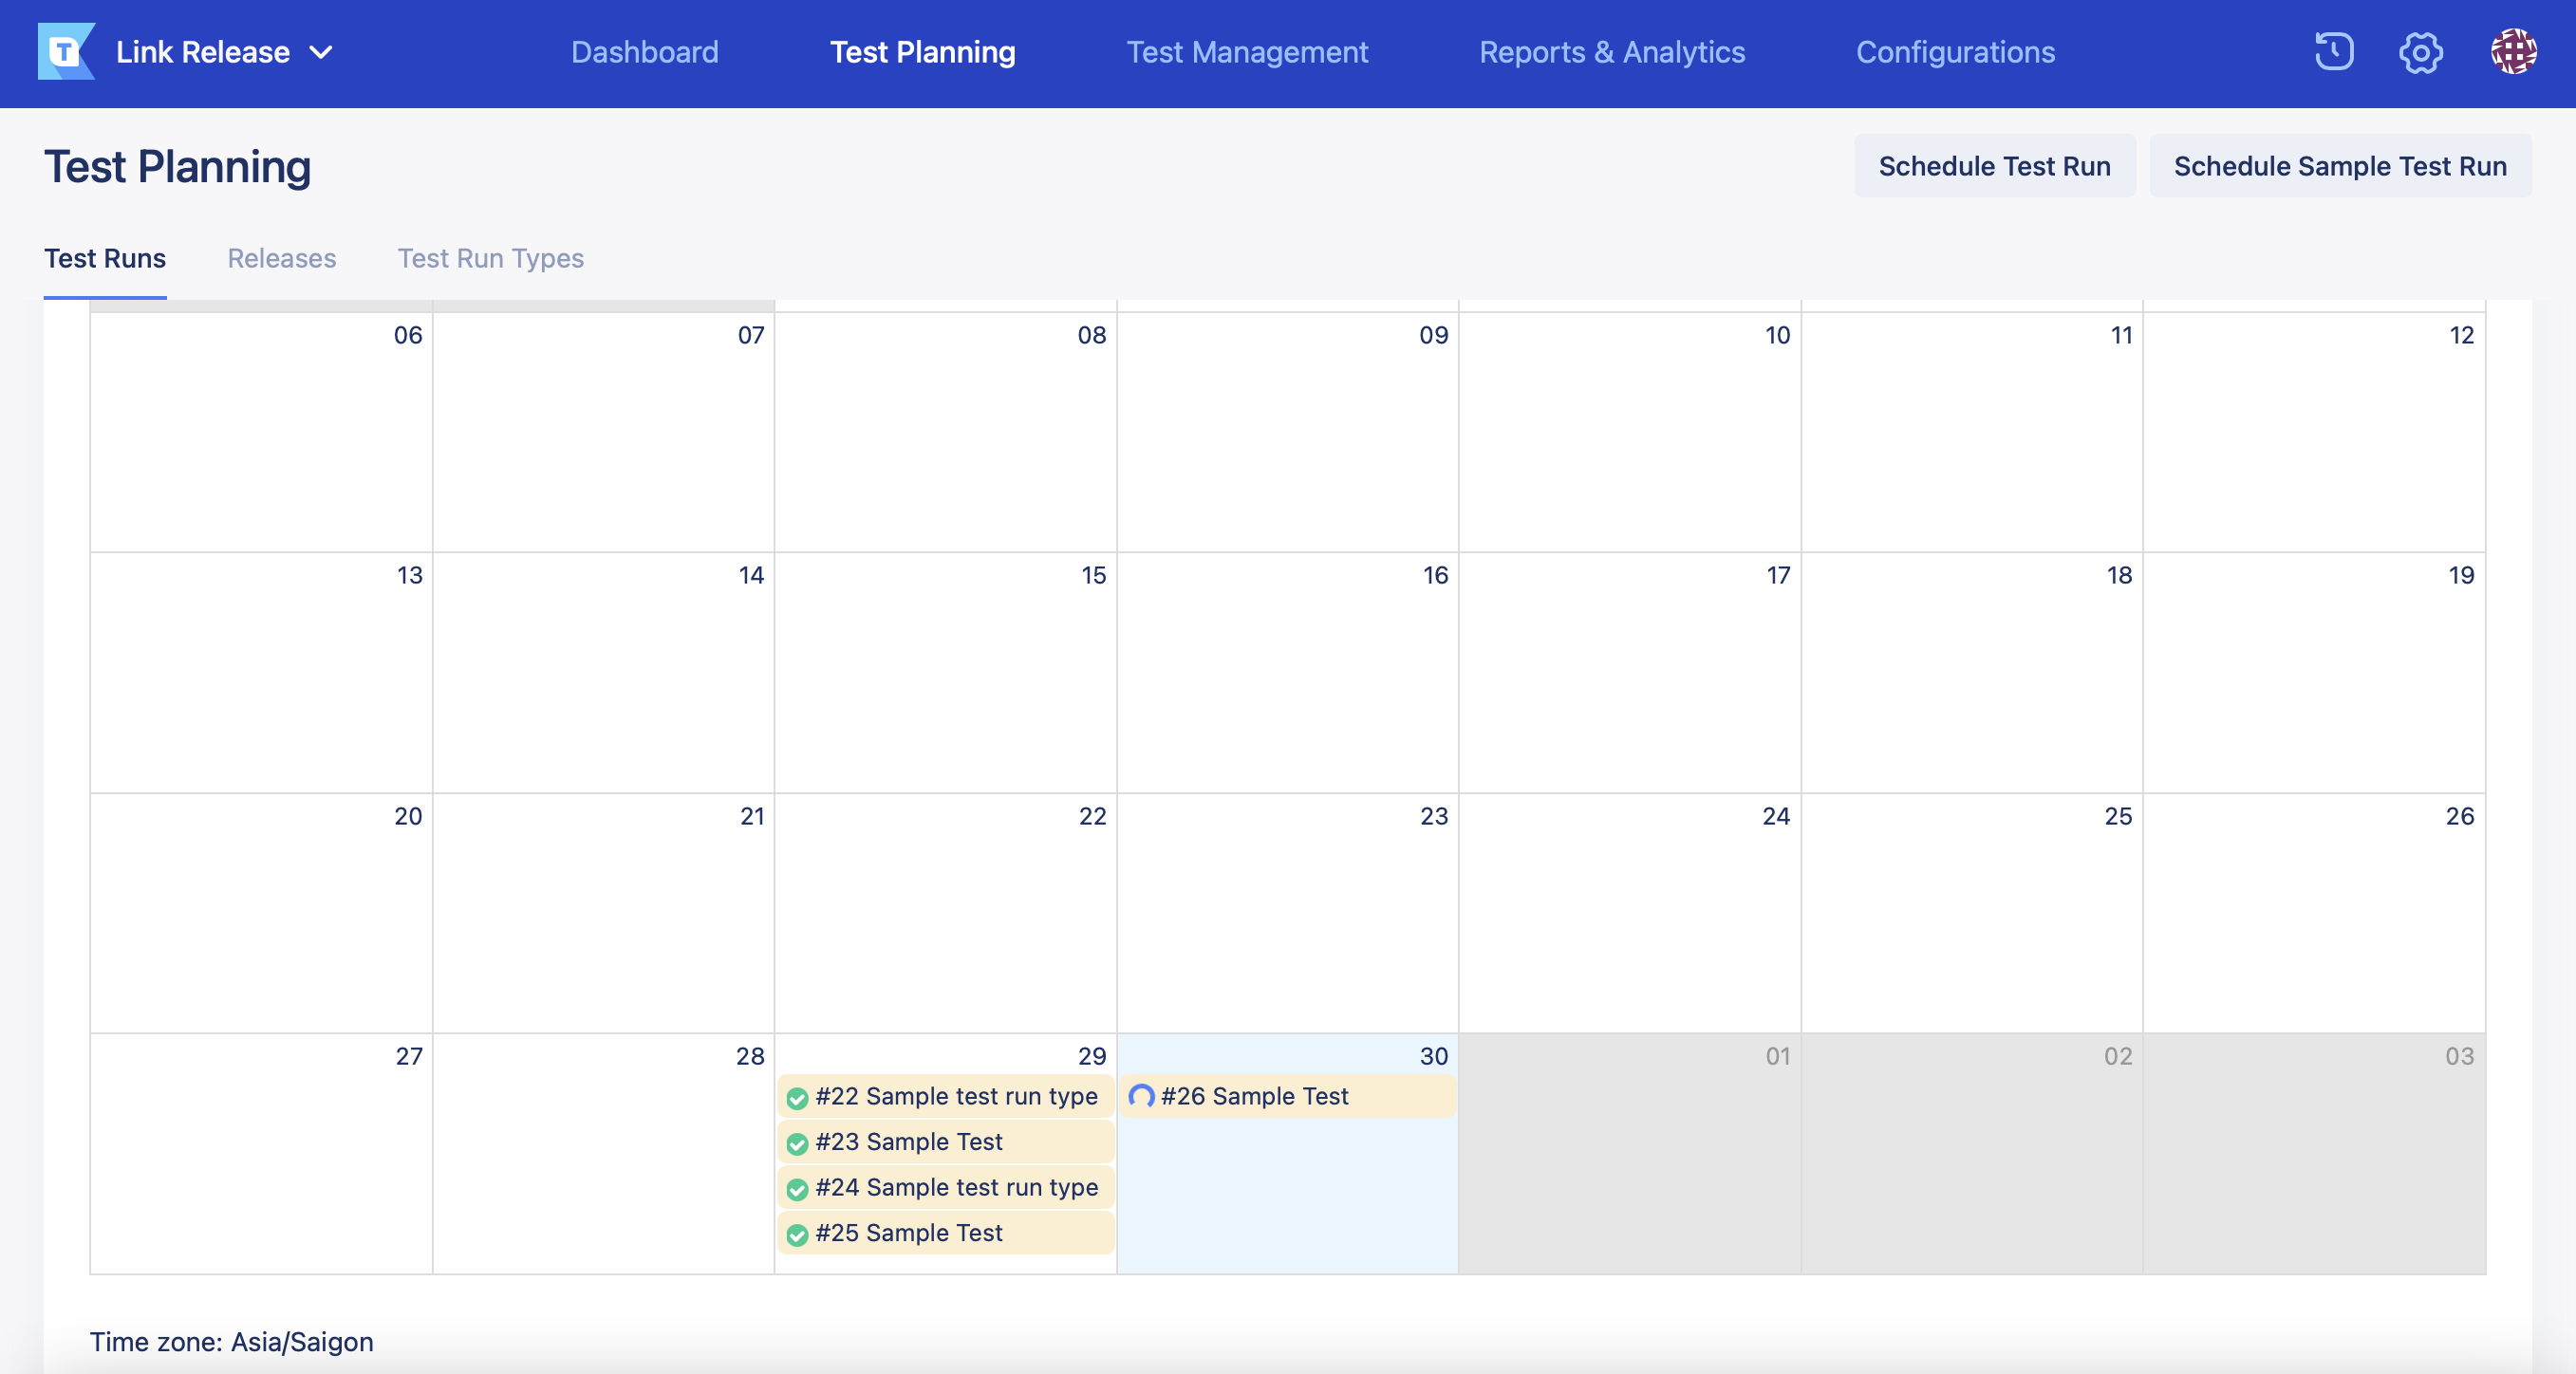 T Link Release
Dashboard
Test Planning
Test Management
Reports & Analytics
Configurations
Test Planning
Schedule Test Run
Schedule Sample Test Run
Test Runs
Releases
Test Run Types
06 07 08 09 10 11 12
13 14 15 16 17 18 19
20 21 22 23 24 25 26
27 28 29 30 01 02 03
#22 Sample test run type
#23 Sample Test
#24 Sample test run type
#25 Sample Test
#26 Sample Test
Time zone: Asia/Saigon